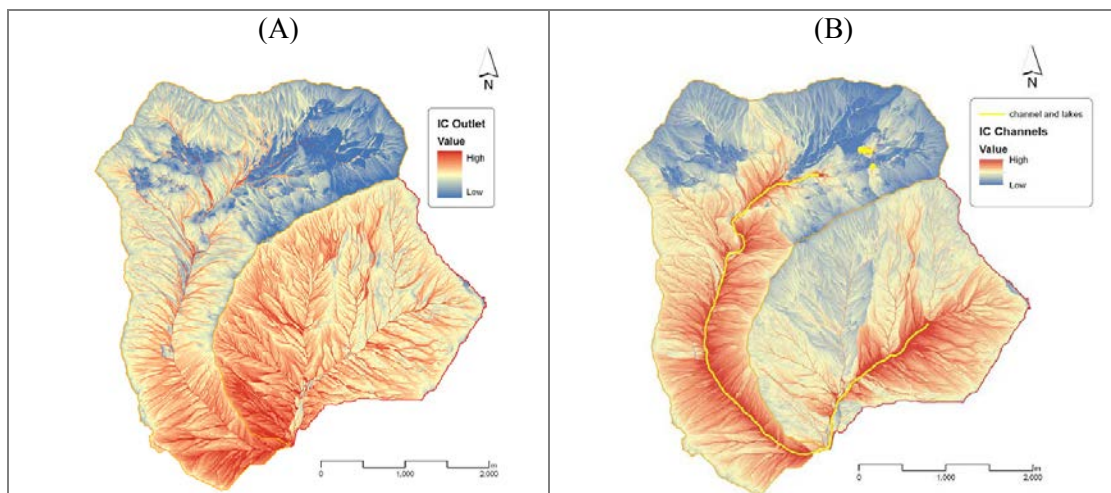 (A)
N
IC Outlet
Value
High
Low
0 1,000 2,000
m
(B)
N
channel and lakes
IC Channels
Value
High
Low
0 1,000 2,000
m